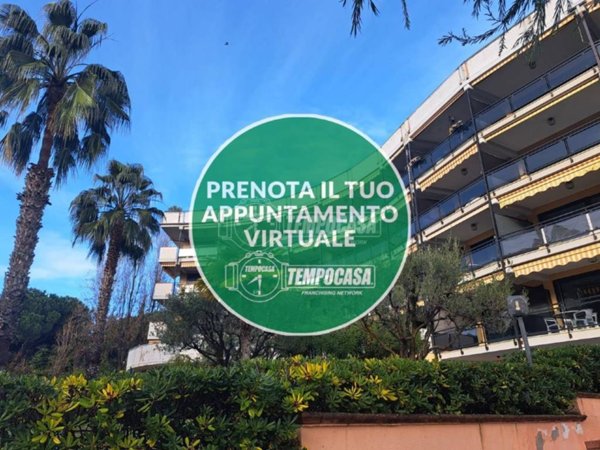 PRENOTA IL TUO
APPUNTAMENTO
VIRTUALE
TEMPOCASA
TEMPOCASA
FRANCHISING NETWORK